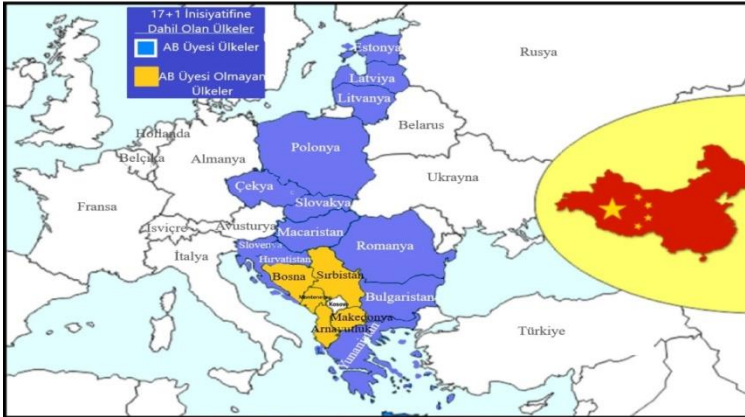 17+1 İnisiyatifine
Dahil Olan Ülkeler
AB Üyesi Ülkeler
AB Üyesi Olmayan
Ülkeler
Estonya
Rusya
Latviya
Litvanya
Belarus
Hollanda
Polonya
Belçika
Almanya
Ukrayna
Çekya
Slovakya
Fransa
Avusturya
İsviçre
Macaristan
Romanya
Slovenya
Hırvatistan
İtalya
Bosna
Sırbistan
Bulgaristan
Kosova
Makedonya
Arnavutluk
Türkiye
Yunanistan